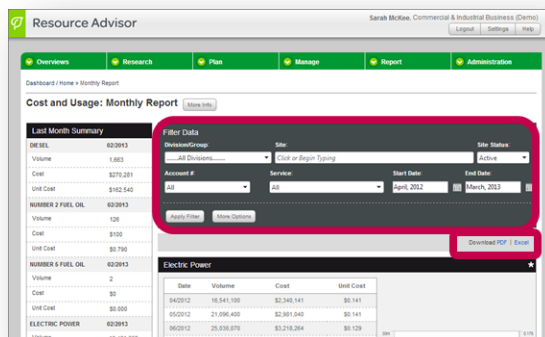 Resource Advisor
Sarah McKee, Commercial & Industrial Business (Demo)
Logout Settings Help
Overviews Research Plan Manage Report Administration
Dashboard / Home » Monthly Report
Cost and Usage: Monthly Report More Info
Last Month Summary
DIESEL 02/2013
Volume 1,663
Cost $270,281
Unit Cost $162.540
NUMBER 2 FUEL OIL 02/2013
Volume 126
Cost $100
Unit Cost $0.790
NUMBER 5 FUEL OIL 02/2013
Volume 2
Cost $0
Unit Cost $0.000
ELECTRIC POWER 02/2013
Volume
Filter Data
Division/Group: Site: Site Status:
......All Divisions...... Click or Begin Typing Active
Account #: Service: Start Date: End Date:
All All April, 2012 March, 2013
Apply Filter More Options
Download PDF | Excel
Electric Power
Date Volume Cost Unit Cost
04/2012 16,541,100 $2,340,141 $0.141
05/2012 21,096,400 $2,981,040 $0.141
06/2012 25,030,070 $3,218,264 $0.129